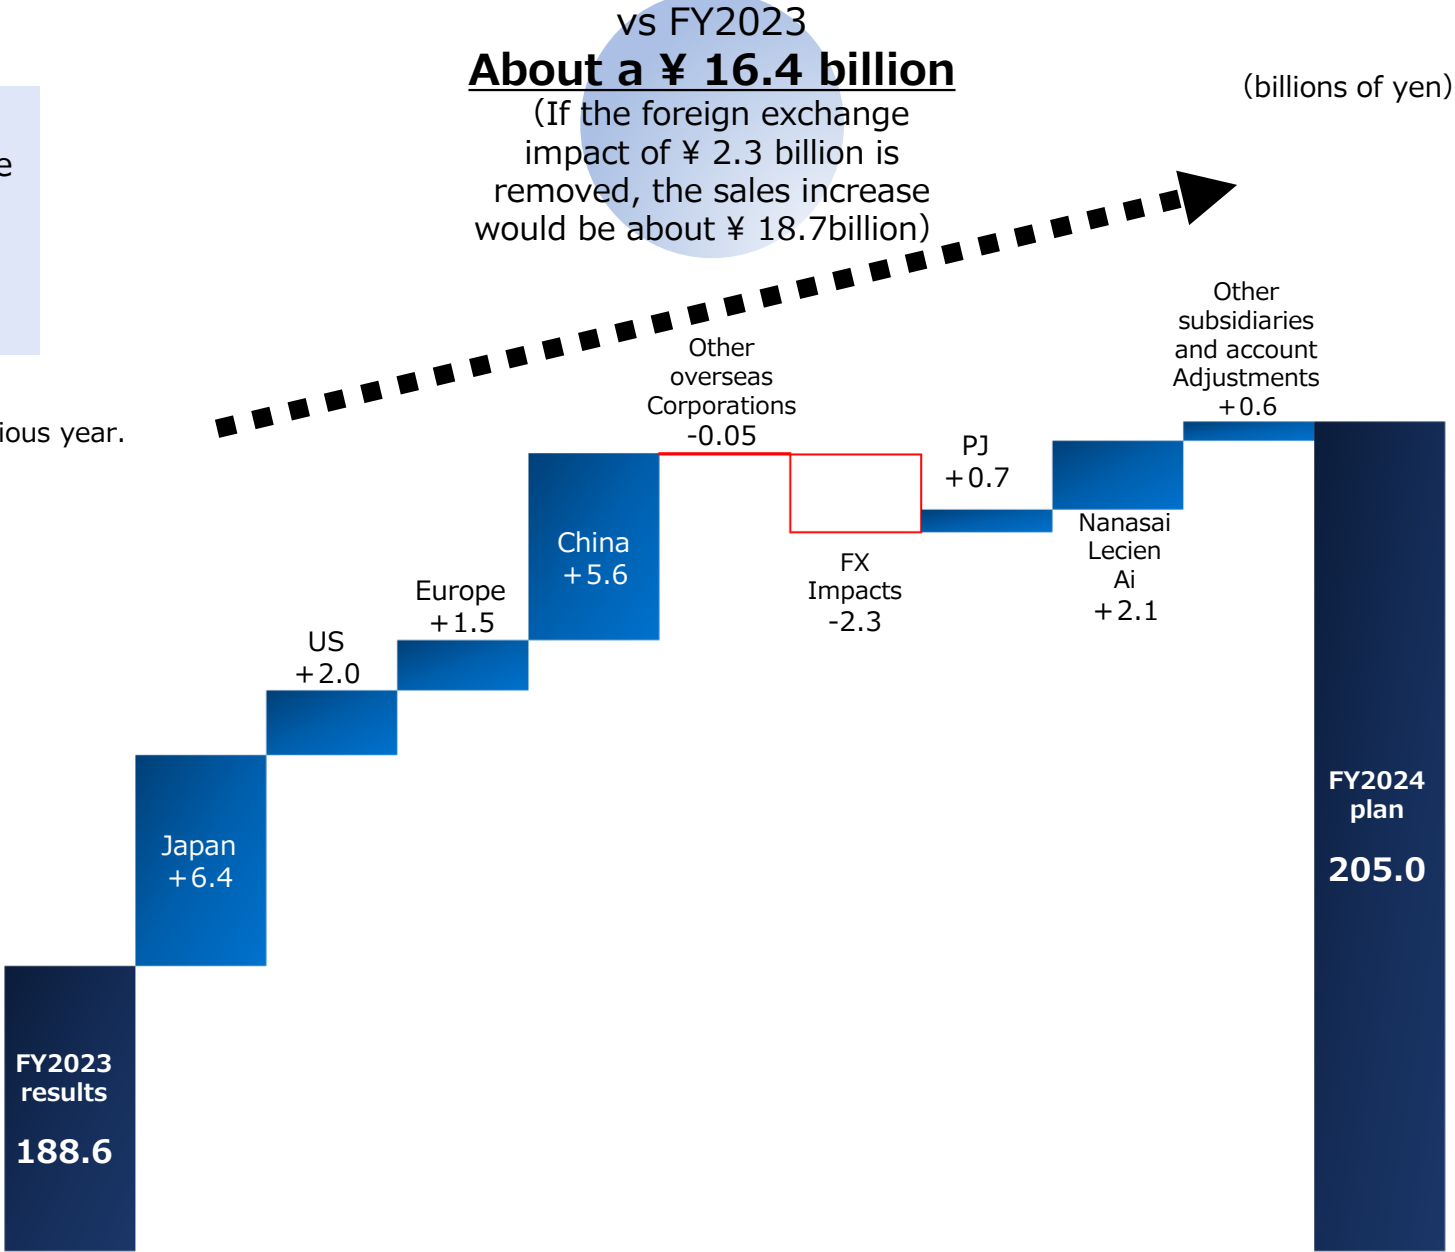 vs FY2023
About a ¥ 16.4 billion
（If the foreign exchange
impact of ¥ 2.3 billion is
removed, the sales increase
would be about ¥ 18.7billion）
（billions of yen）
e
ious year.
Other
subsidiaries
and account
Adjustments
+0.6
Other
overseas
Corporations
-0.05
PJ
+0.7
Nanasai
Lecien
Ai
+2.1
FX
Impacts
-2.3
China
+5.6
Europe
+1.5
US
+2.0
Japan
+6.4
FY2024
plan
205.0
FY2023
results
188.6